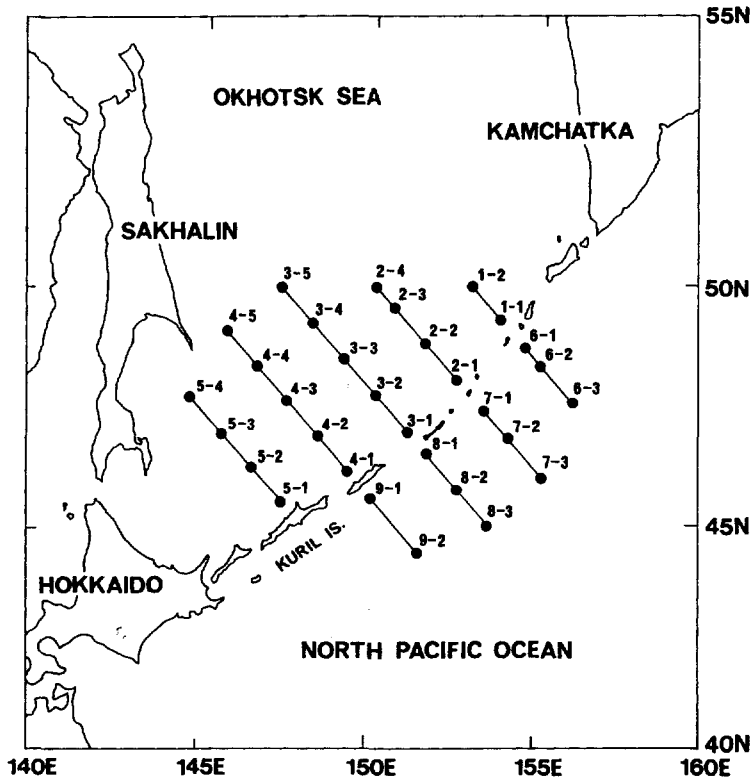 55N
OKHOTSK SEA
KAMCHATKA
SAKHALIN
3-5
2-4
1-2
50N
2-3
1-1
4-5
3-4
2-2
6-1
4-4
3-3
2-1
6-2
5-4
4-3
3-2
7-1
6-3
5-3
4-2
3-1
7-2
5-2
4-1
8-1
7-3
5-1
9-1
8-2
45N
8-3
KURIL IS.
9-2
HOKKAIDO
NORTH PACIFIC OCEAN
40N
140E
145E
150E
155E
160E